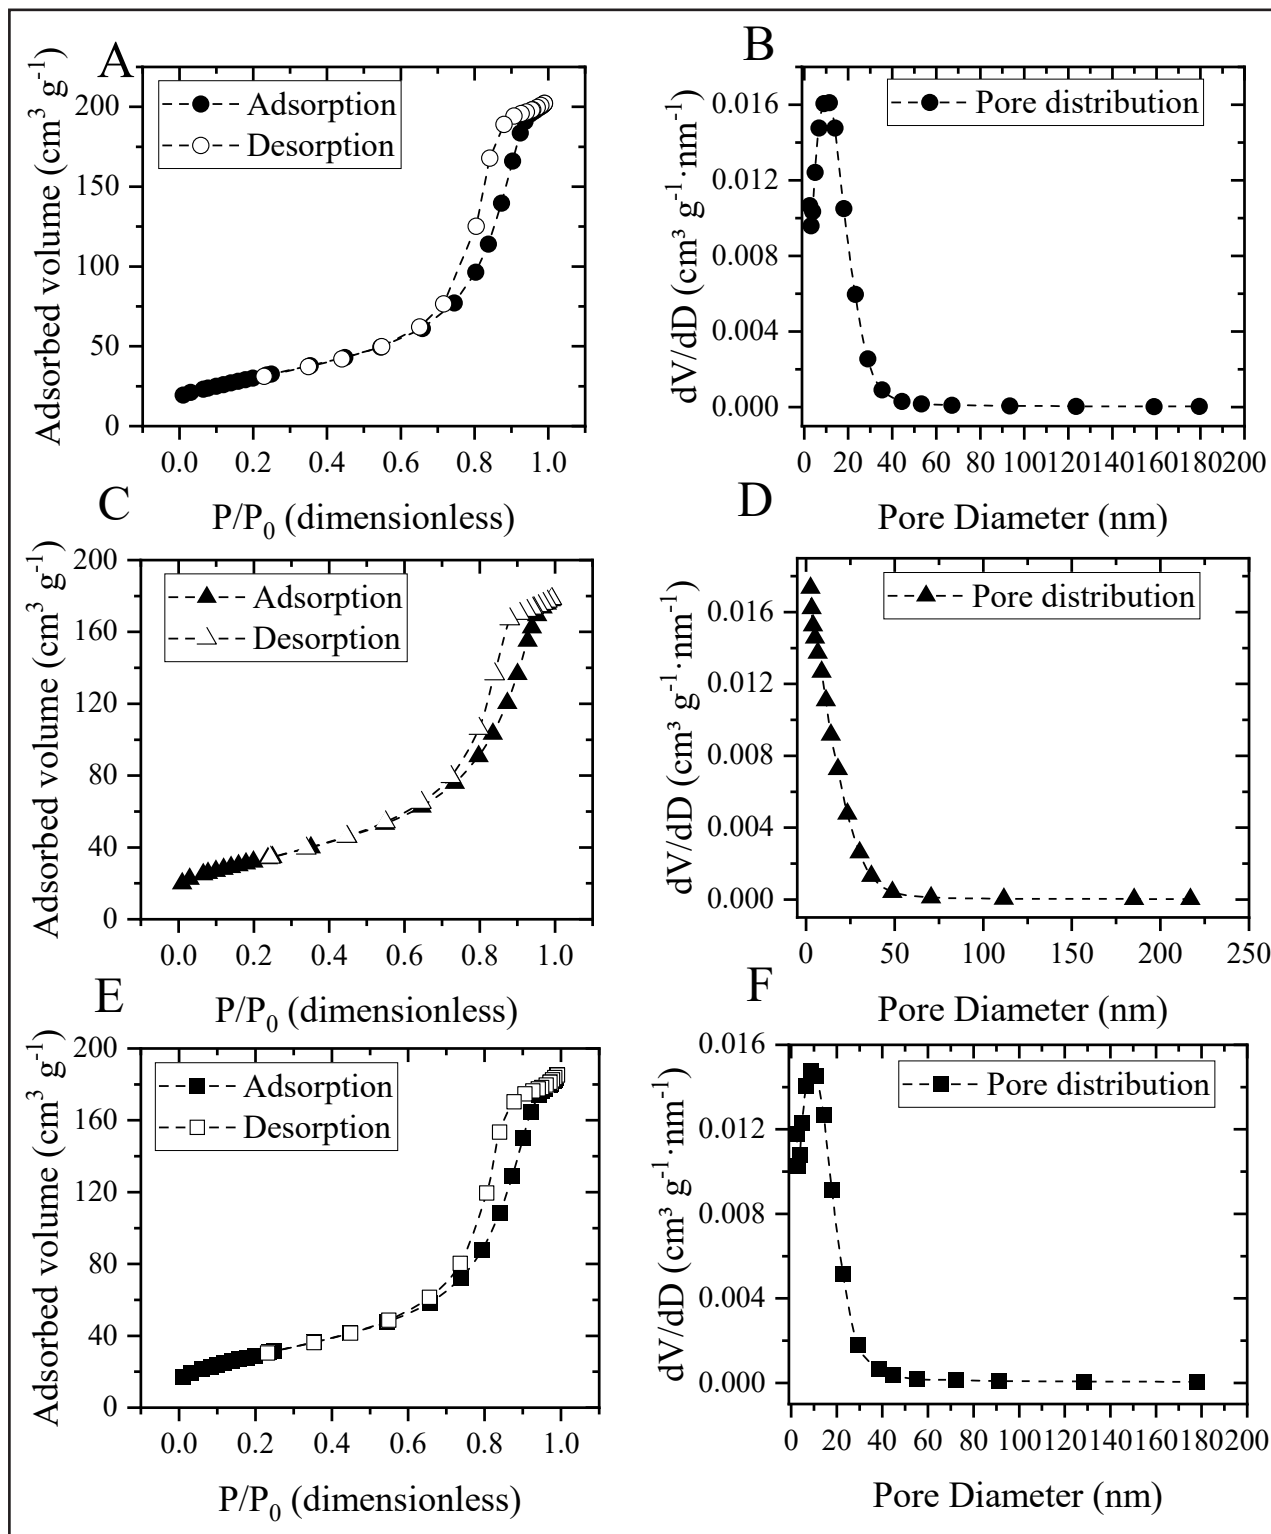 A
Adsorbed volume (cm³ g⁻¹)
200
150
100
50
0
Adsorption
Desorption
0.0 0.2 0.4 0.6 0.8 1.0
P/P₀ (dimensionless)
B
dV/dD (cm³ g⁻¹·nm⁻¹)
0.016
0.012
0.008
0.004
0.000
Pore distribution
0 20 40 60 80 100 120 140 160 180 200
Pore Diameter (nm)
C
Adsorbed volume (cm³ g⁻¹)
200
160
120
80
40
0
Adsorption
Desorption
0.0 0.2 0.4 0.6 0.8 1.0
P/P₀ (dimensionless)
D
dV/dD (cm³ g⁻¹·nm⁻¹)
0.016
0.012
0.008
0.004
0.000
Pore distribution
0 50 100 150 200 250
Pore Diameter (nm)
E
Adsorbed volume (cm³ g⁻¹)
200
160
120
80
40
0
Adsorption
Desorption
0.0 0.2 0.4 0.6 0.8 1.0
P/P₀ (dimensionless)
F
dV/dD (cm³ g⁻¹·nm⁻¹)
0.016
0.012
0.008
0.004
0.000
Pore distribution
0 20 40 60 80 100 120 140 160 180 200
Pore Diameter (nm)